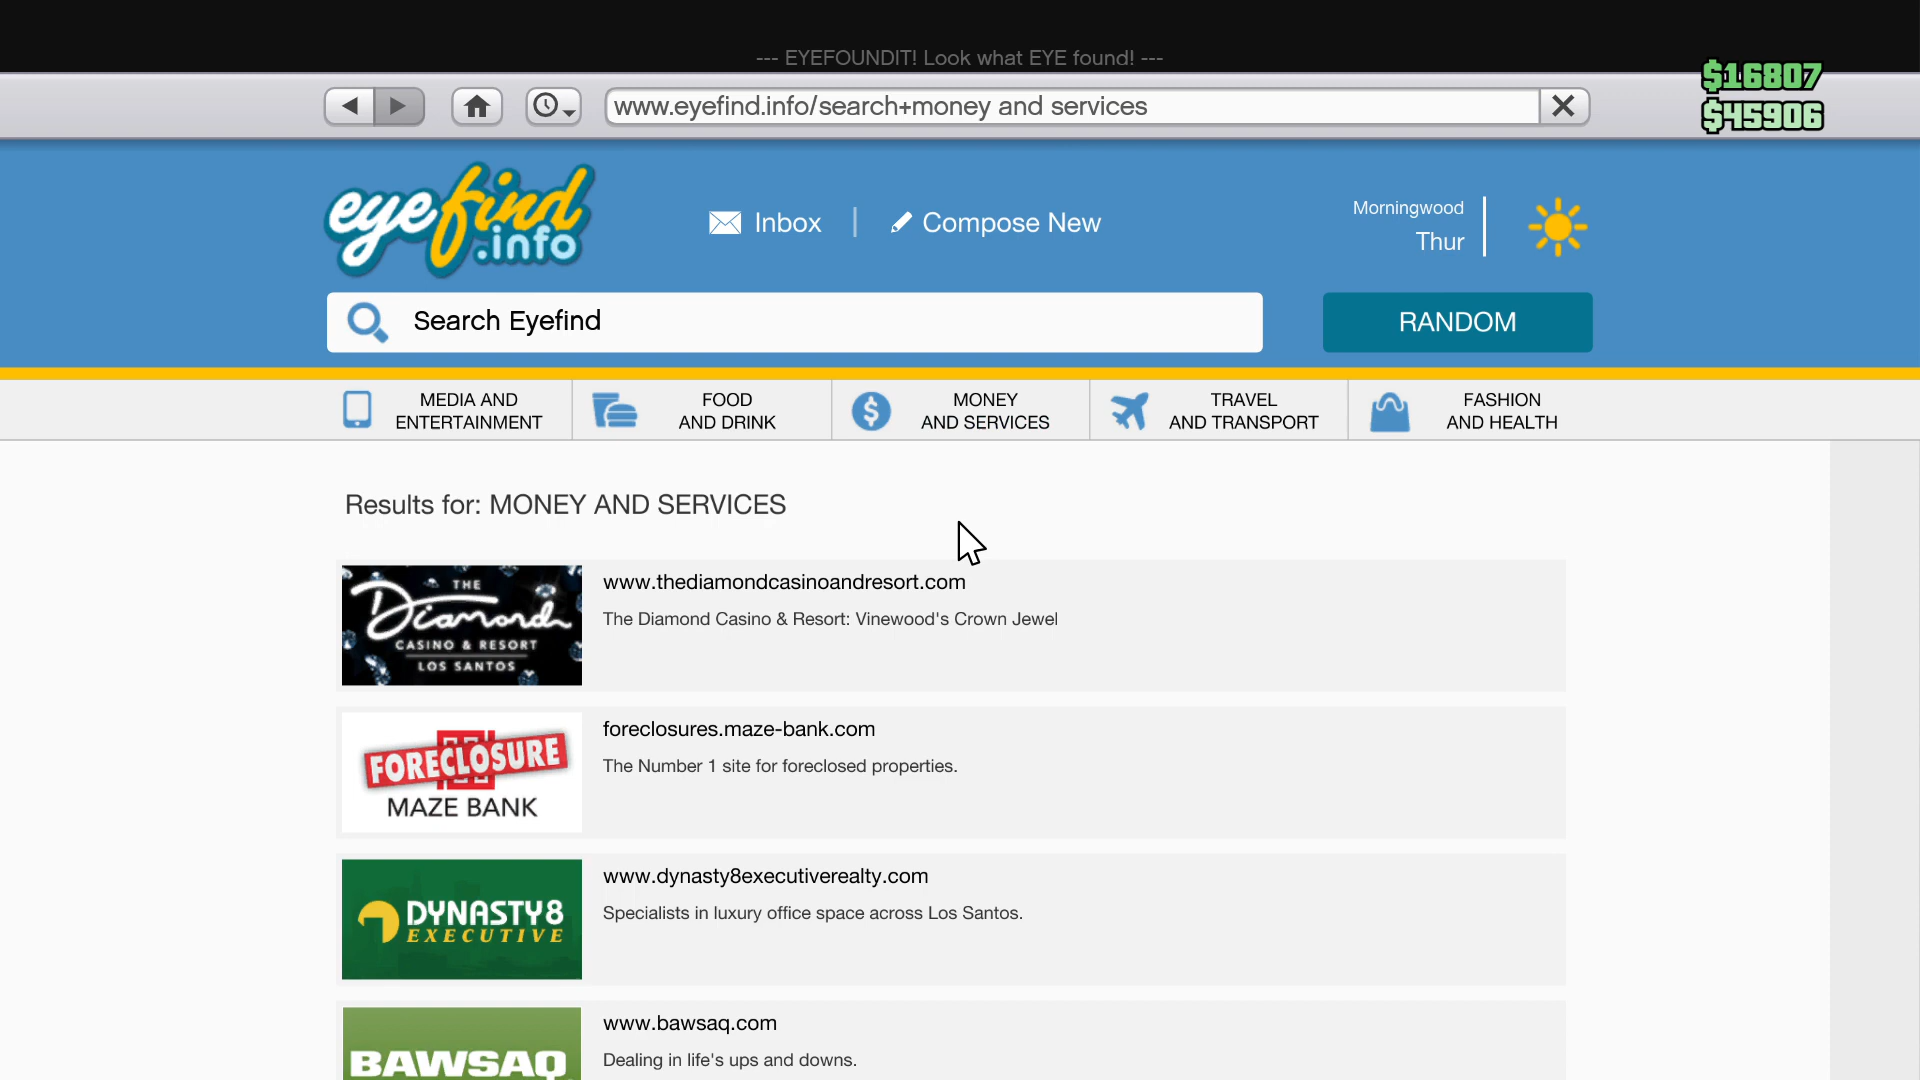 --- EYEFOUNDIT! Look what EYE found! ---
$16807
$45906
www.eyefind.info/search+money and services
eyefind
.info
Inbox
Compose New
Morningwood
Thur
Search Eyefind
RANDOM
MEDIA AND
ENTERTAINMENT
FOOD
AND DRINK
MONEY
AND SERVICES
TRAVEL
AND TRANSPORT
FASHION
AND HEALTH
Results for: MONEY AND SERVICES
THE
Diamond
CASINO & RESORT
LOS SANTOS
www.thediamondcasinoandresort.com
The Diamond Casino & Resort: Vinewood's Crown Jewel
FORECLOSURE
MAZE BANK
foreclosures.maze-bank.com
The Number 1 site for foreclosed properties.
DYNASTY8
EXECUTIVE
www.dynasty8executiverealty.com
Specialists in luxury office space across Los Santos.
BAWSAQ
www.bawsaq.com
Dealing in life's ups and downs.